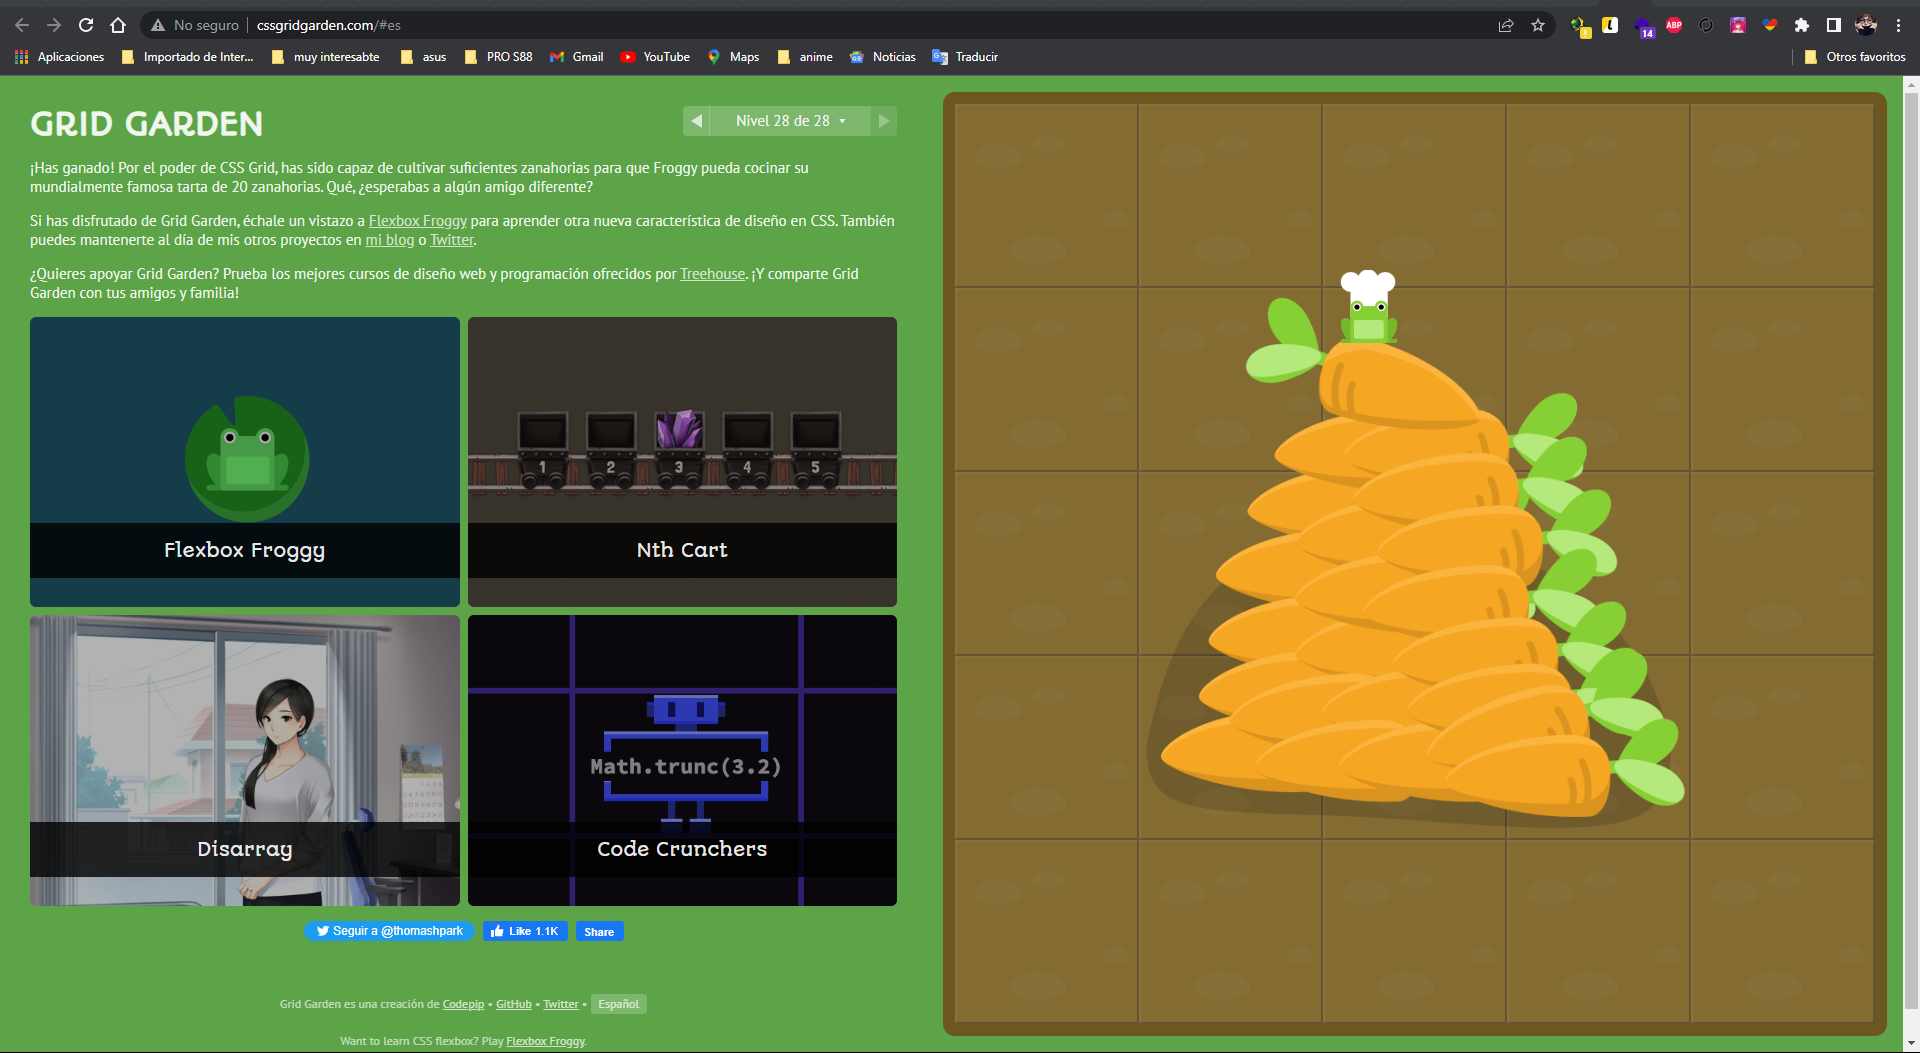 No seguro
cssgridgarden.com/#es
14
ABP
Aplicaciones
Importado de Inter...
muy interesabte
asus
PRO S88
Gmail
YouTube
Maps
anime
Noticias
Traducir
Otros favoritos
GRID GARDEN
Nivel 28 de 28
¡Has ganado! Por el poder de CSS Grid, has sido capaz de cultivar suficientes zanahorias para que Froggy pueda cocinar su
mundialmente famosa tarta de 20 zanahorias. Qué, ¿esperabas a algún amigo diferente?
Si has disfrutado de Grid Garden, échale un vistazo a Flexbox Froggy para aprender otra nueva característica de diseño en CSS. También
puedes mantenerte al día de mis otros proyectos en mi blog o Twitter.
¿Quieres apoyar Grid Garden? Prueba los mejores cursos de diseño web y programación ofrecidos por Treehouse. ¡Y comparte Grid
Garden con tus amigos y familia!
Flexbox Froggy
1 2 3 4 5
Nth Cart
Disarray
Math.trunc(3.2)
Code Crunchers
Seguir a @thomashpark
Like 1.1K
Share
Grid Garden es una creación de Codepip • GitHub • Twitter • Español
Want to learn CSS flexbox? Play Flexbox Froggy.